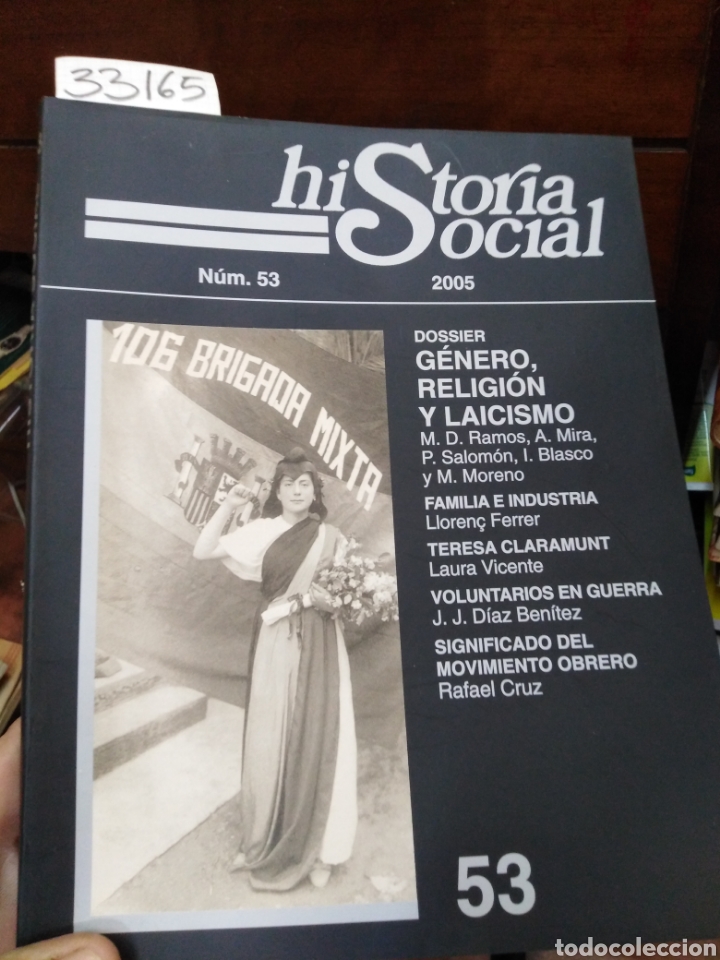 33165
hiStoria
Social
Núm. 53 2005
106 BRIGADA MIXTA
DOSSIER
GÉNERO,
RELIGIÓN
Y LAICISMO
M. D. Ramos, A. Mira,
P. Salomón, I. Blasco
y M. Moreno
FAMILIA E INDUSTRIA
Llorenç Ferrer
TERESA CLARAMUNT
Laura Vicente
VOLUNTARIOS EN GUERRA
J. J. Díaz Benítez
SIGNIFICADO DEL
MOVIMIENTO OBRERO
Rafael Cruz
53
todocoleccion